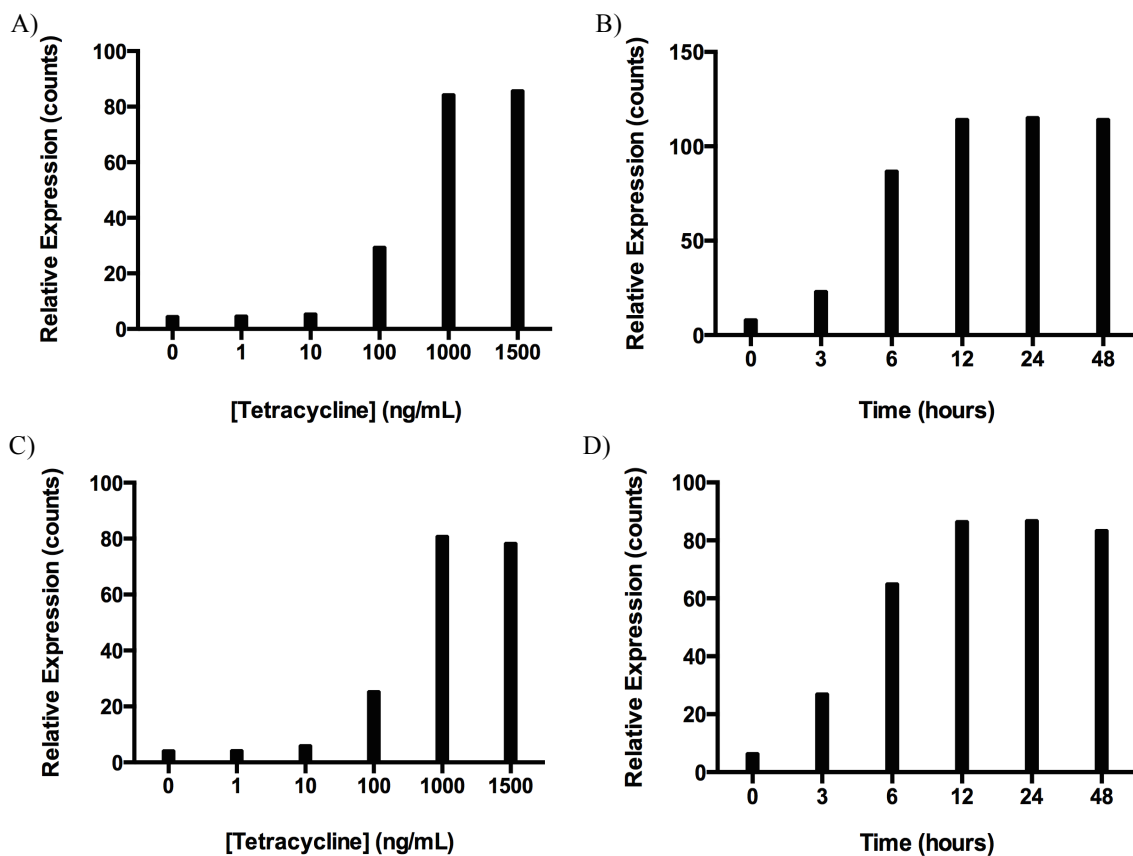 A)
Relative Expression (counts)
100
80
60
40
20
0
0 1 10 100 1000 1500
[Tetracycline] (ng/mL)
B)
Relative Expression (counts)
150
100
50
0
0 3 6 12 24 48
Time (hours)
C)
Relative Expression (counts)
100
80
60
40
20
0
0 1 10 100 1000 1500
[Tetracycline] (ng/mL)
D)
Relative Expression (counts)
100
80
60
40
20
0
0 3 6 12 24 48
Time (hours)